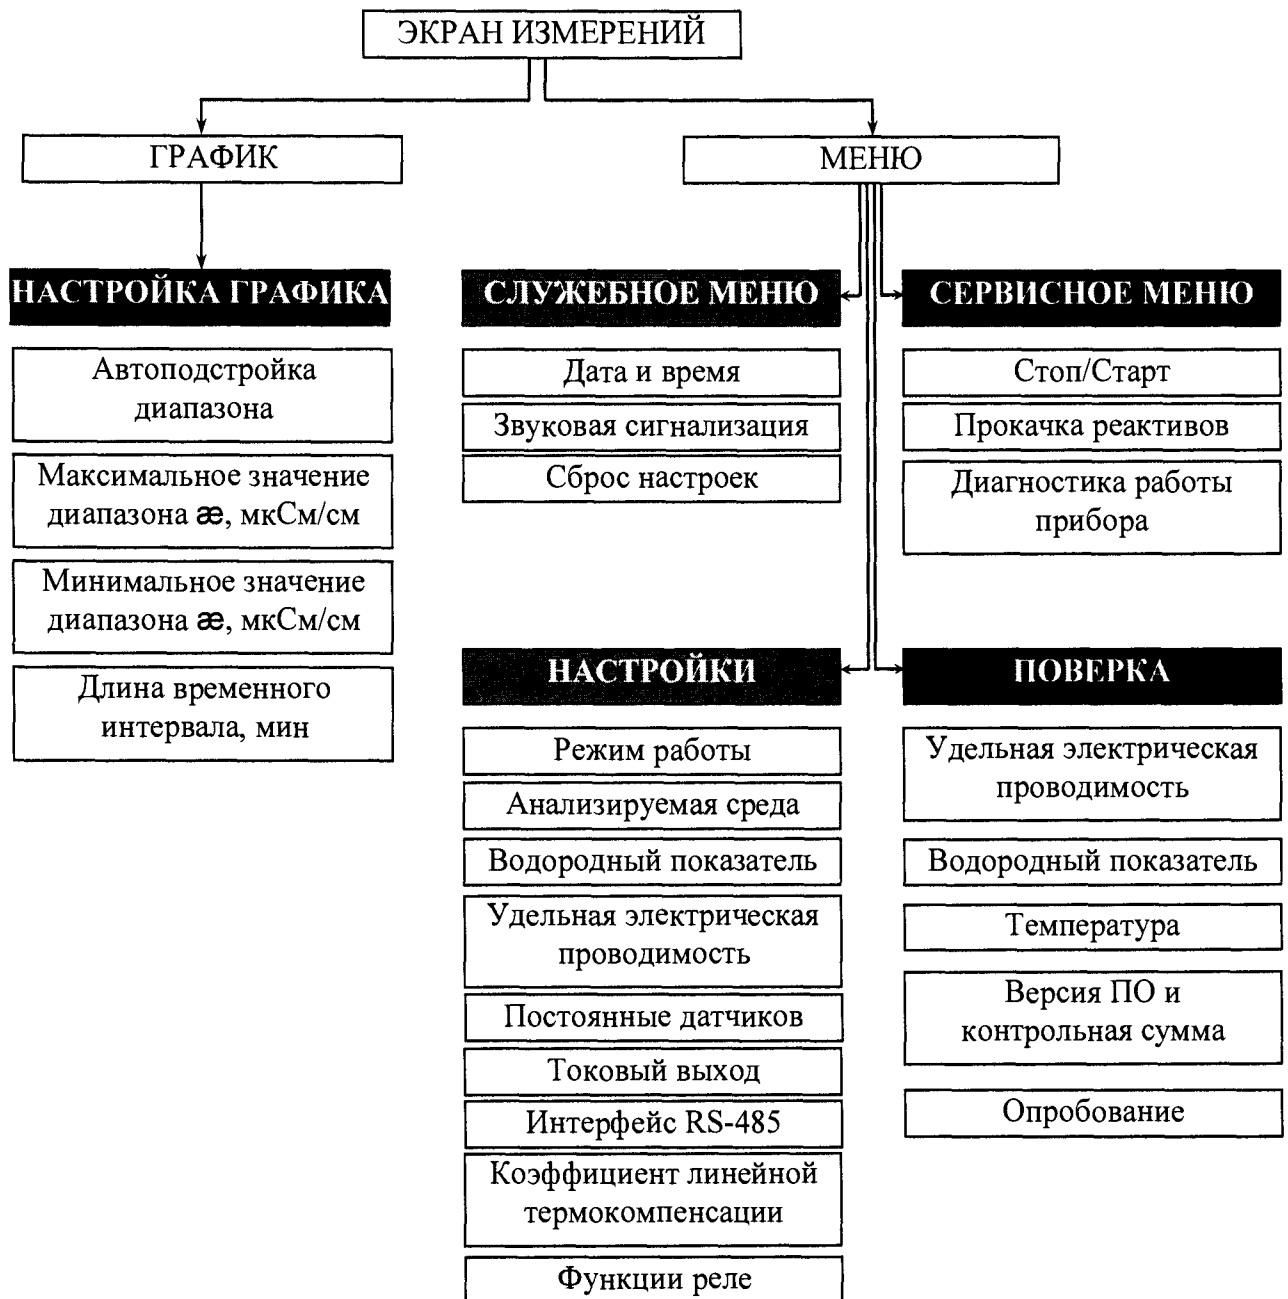 ЭКРАН ИЗМЕРЕНИЙ
ГРАФИК
МЕНЮ
НАСТРОЙКА ГРАФИКА
Автоподстройка
диапазона
Максимальное значение
диапазона æ, мкСм/см
Минимальное значение
диапазона æ, мкСм/см
Длина временного
интервала, мин
СЛУЖЕБНОЕ МЕНЮ
Дата и время
Звуковая сигнализация
Сброс настроек
СЕРВИСНОЕ МЕНЮ
Стоп/Старт
Прокачка реактивов
Диагностика работы
прибора
НАСТРОЙКИ
Режим работы
Анализируемая среда
Водородный показатель
Удельная электрическая
проводимость
Постоянные датчиков
Токовый выход
Интерфейс RS-485
Коэффициент линейной
термокомпенсации
Функции реле
ПОВЕРКА
Удельная электрическая
проводимость
Водородный показатель
Температура
Версия ПО и
контрольная сумма
Опробование